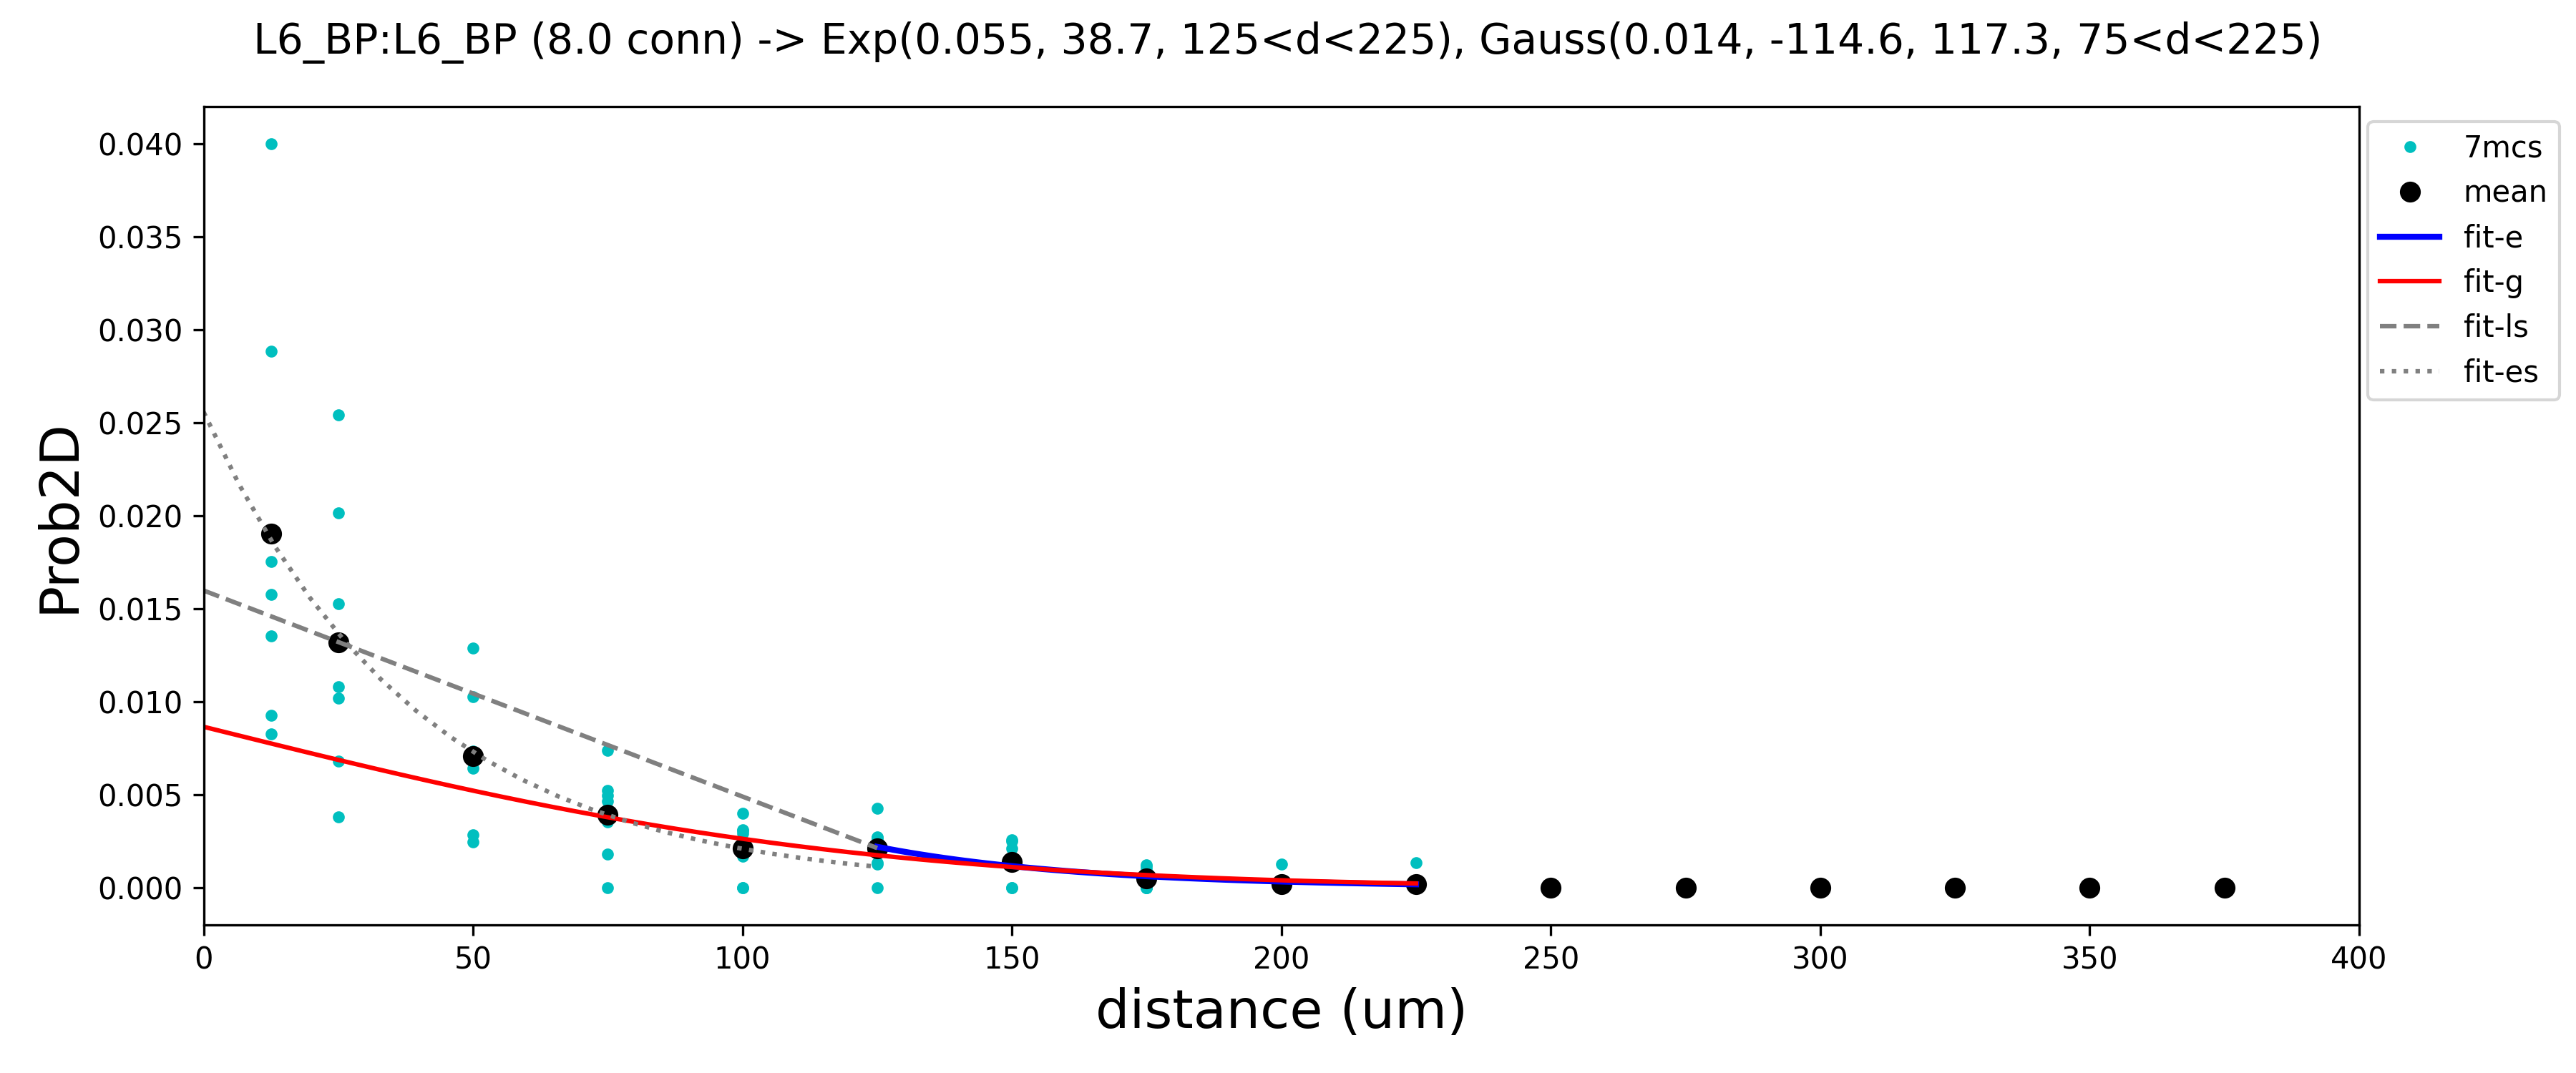 L6_BP:L6_BP (8.0 conn) -> Exp(0.055, 38.7, 125<d<225), Gauss(0.014, -114.6, 117.3, 75<d<225)
0.040
0.035
0.030
0.025
0.020
0.015
0.010
0.005
0.000
Prob2D
0 50 100 150 200 250 300 350 400
distance (um)
7mcs
mean
fit-e
fit-g
fit-ls
fit-es